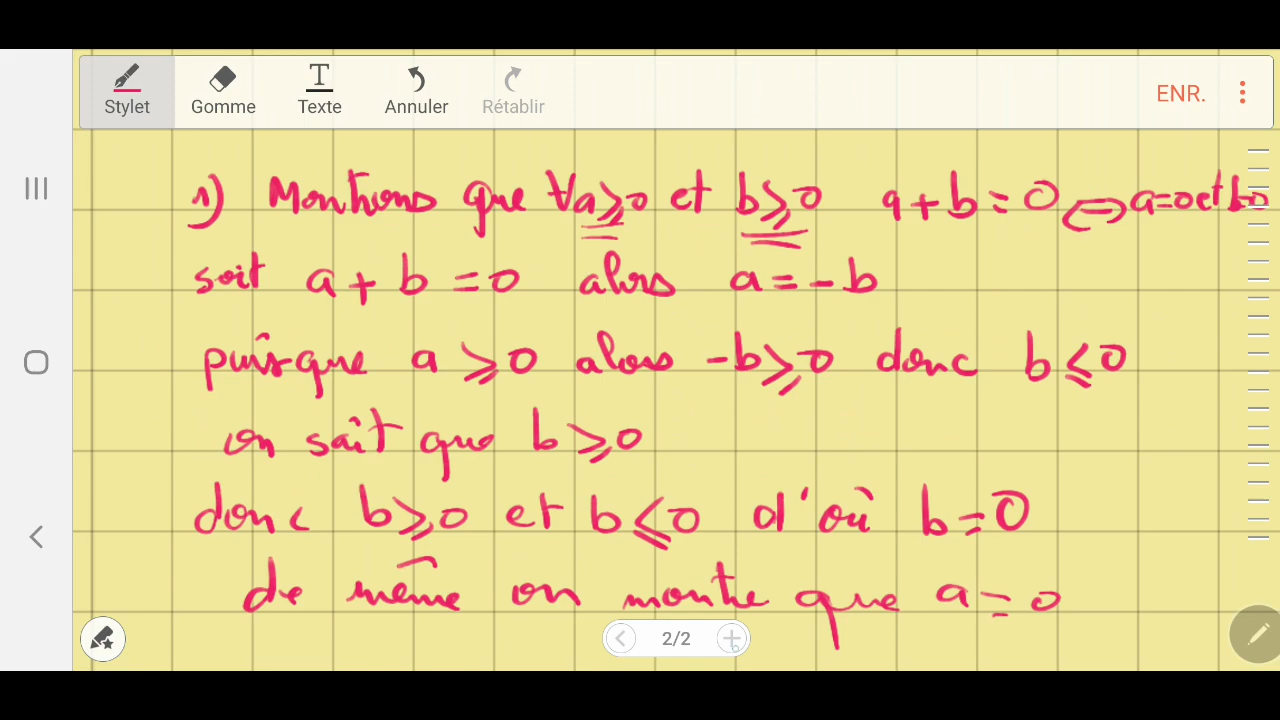 Stylet Gomme Texte Annuler Rétablir ENR.
1) Montrons que ∀a⩾0 et b⩾0 a+b=0 ⇔ a=0 et b=0
soit a+b=0 alors a=-b
puisque a⩾0 alors -b⩾0 donc b⩽0
on sait que b⩾0
donc b⩾0 et b⩽0 d'où b=0
de même on montre que a=0
2/2